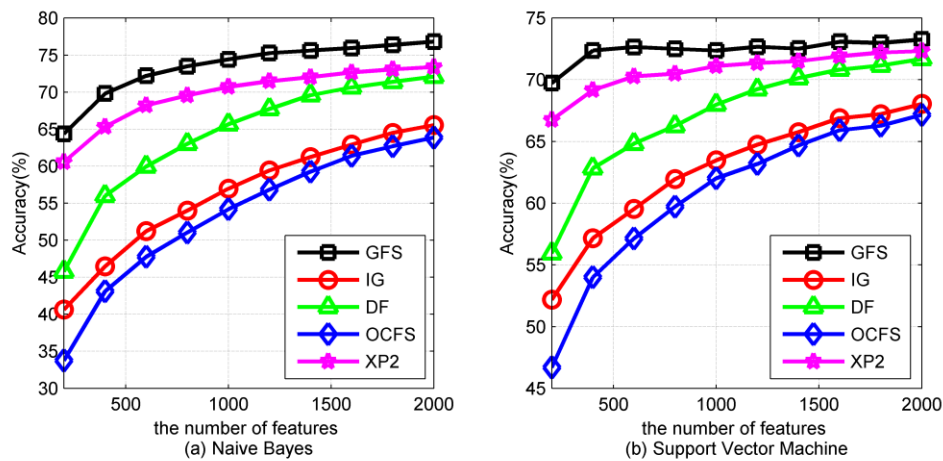 Accuracy(%)
80
75
70
65
60
55
50
45
40
35
30
500
1000
1500
2000
GFS
IG
DF
OCFS
XP2
the number of features
(a) Naive Bayes
Accuracy(%)
75
70
65
60
55
50
45
500
1000
1500
2000
GFS
IG
DF
OCFS
XP2
the number of features
(b) Support Vector Machine